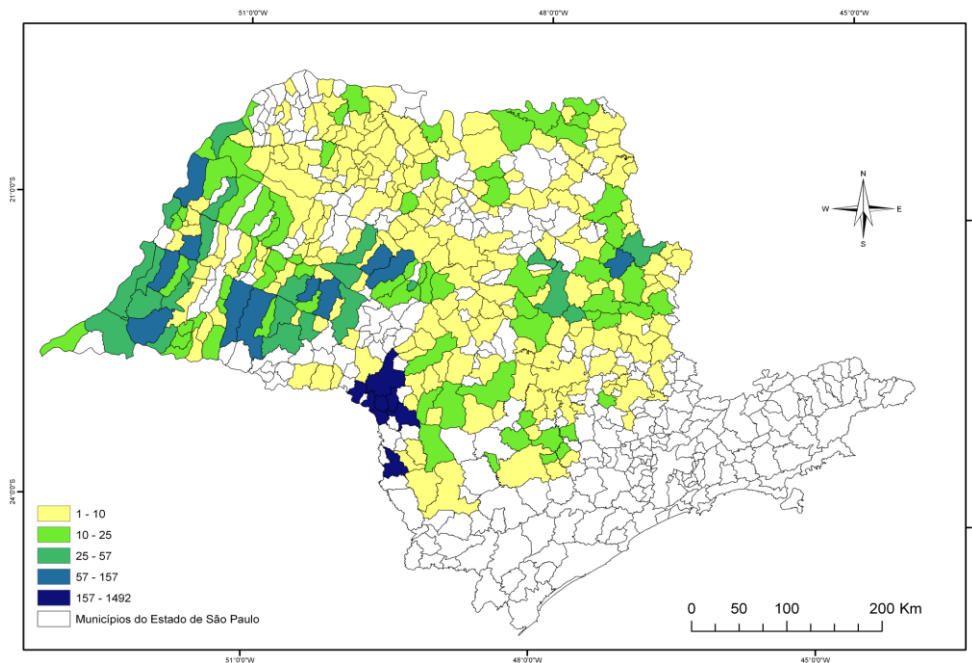 51°0'0"W 48°0'0"W 45°0'0"W
21°0'0"S
N
W E
S
24°0'0"S
1 - 10
10 - 25
25 - 57
57 - 157
157 - 1492
Municípios do Estado de São Paulo
0 50 100 200 Km
51°0'0"W 48°0'0"W 45°0'0"W